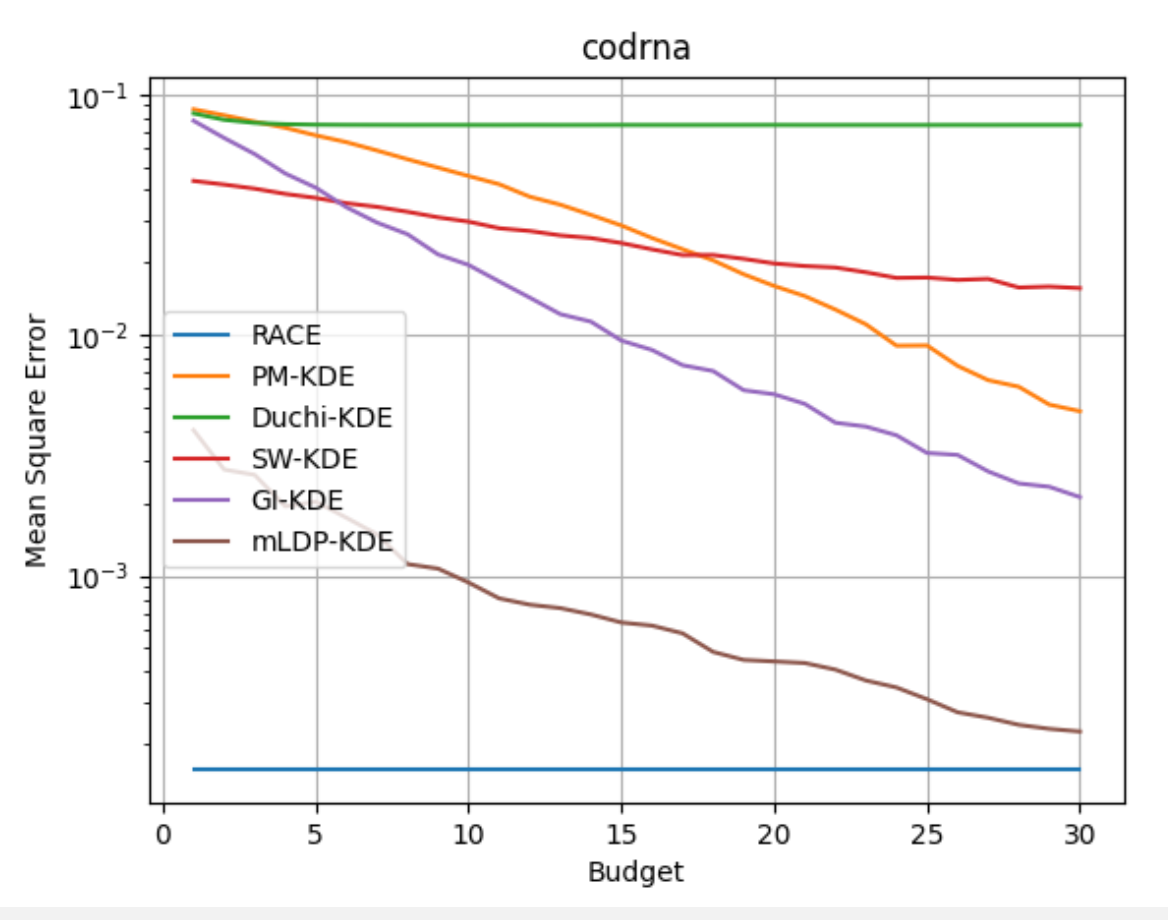 codrna
Mean Square Error
10⁻¹
10⁻²
10⁻³
RACE
PM-KDE
Duchi-KDE
SW-KDE
GI-KDE
mLDP-KDE
0 5 10 15 20 25 30
Budget